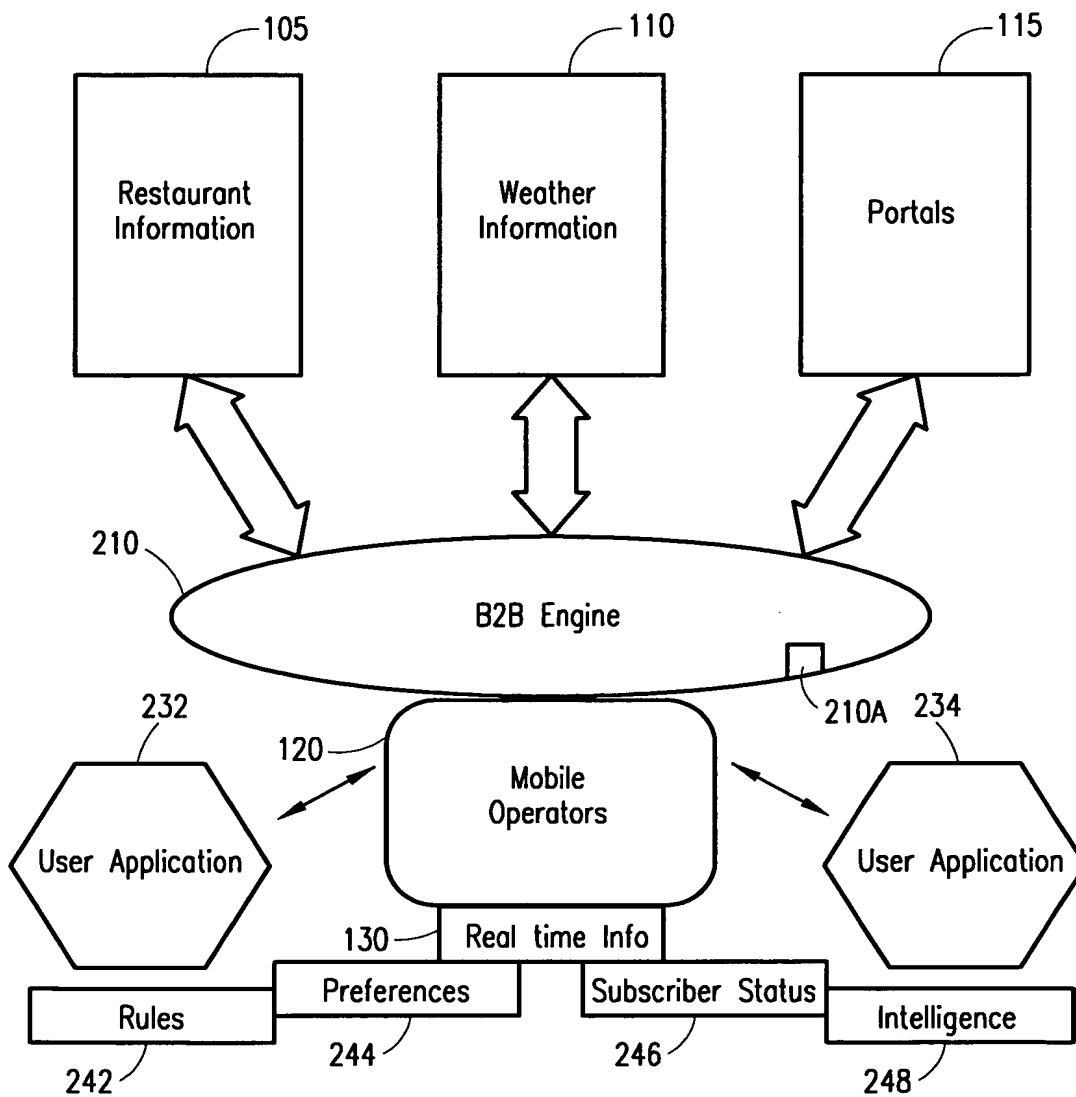 105
110
115
Restaurant
Information
Weather
Information
Portals
210
B2B Engine
210A
232
120
234
Mobile
Operators
User Application
User Application
130
Real time Info
Preferences
Subscriber Status
Rules
Intelligence
242
244
246
248